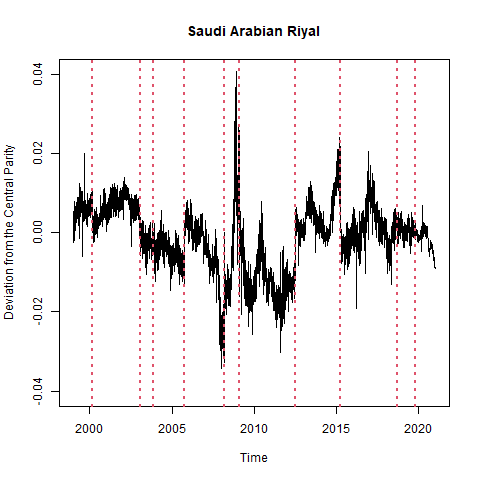 Saudi Arabian Riyal
Deviation from the Central Parity
0.04
0.02
0.00
-0.02
-0.04
2000 2005 2010 2015 2020
Time